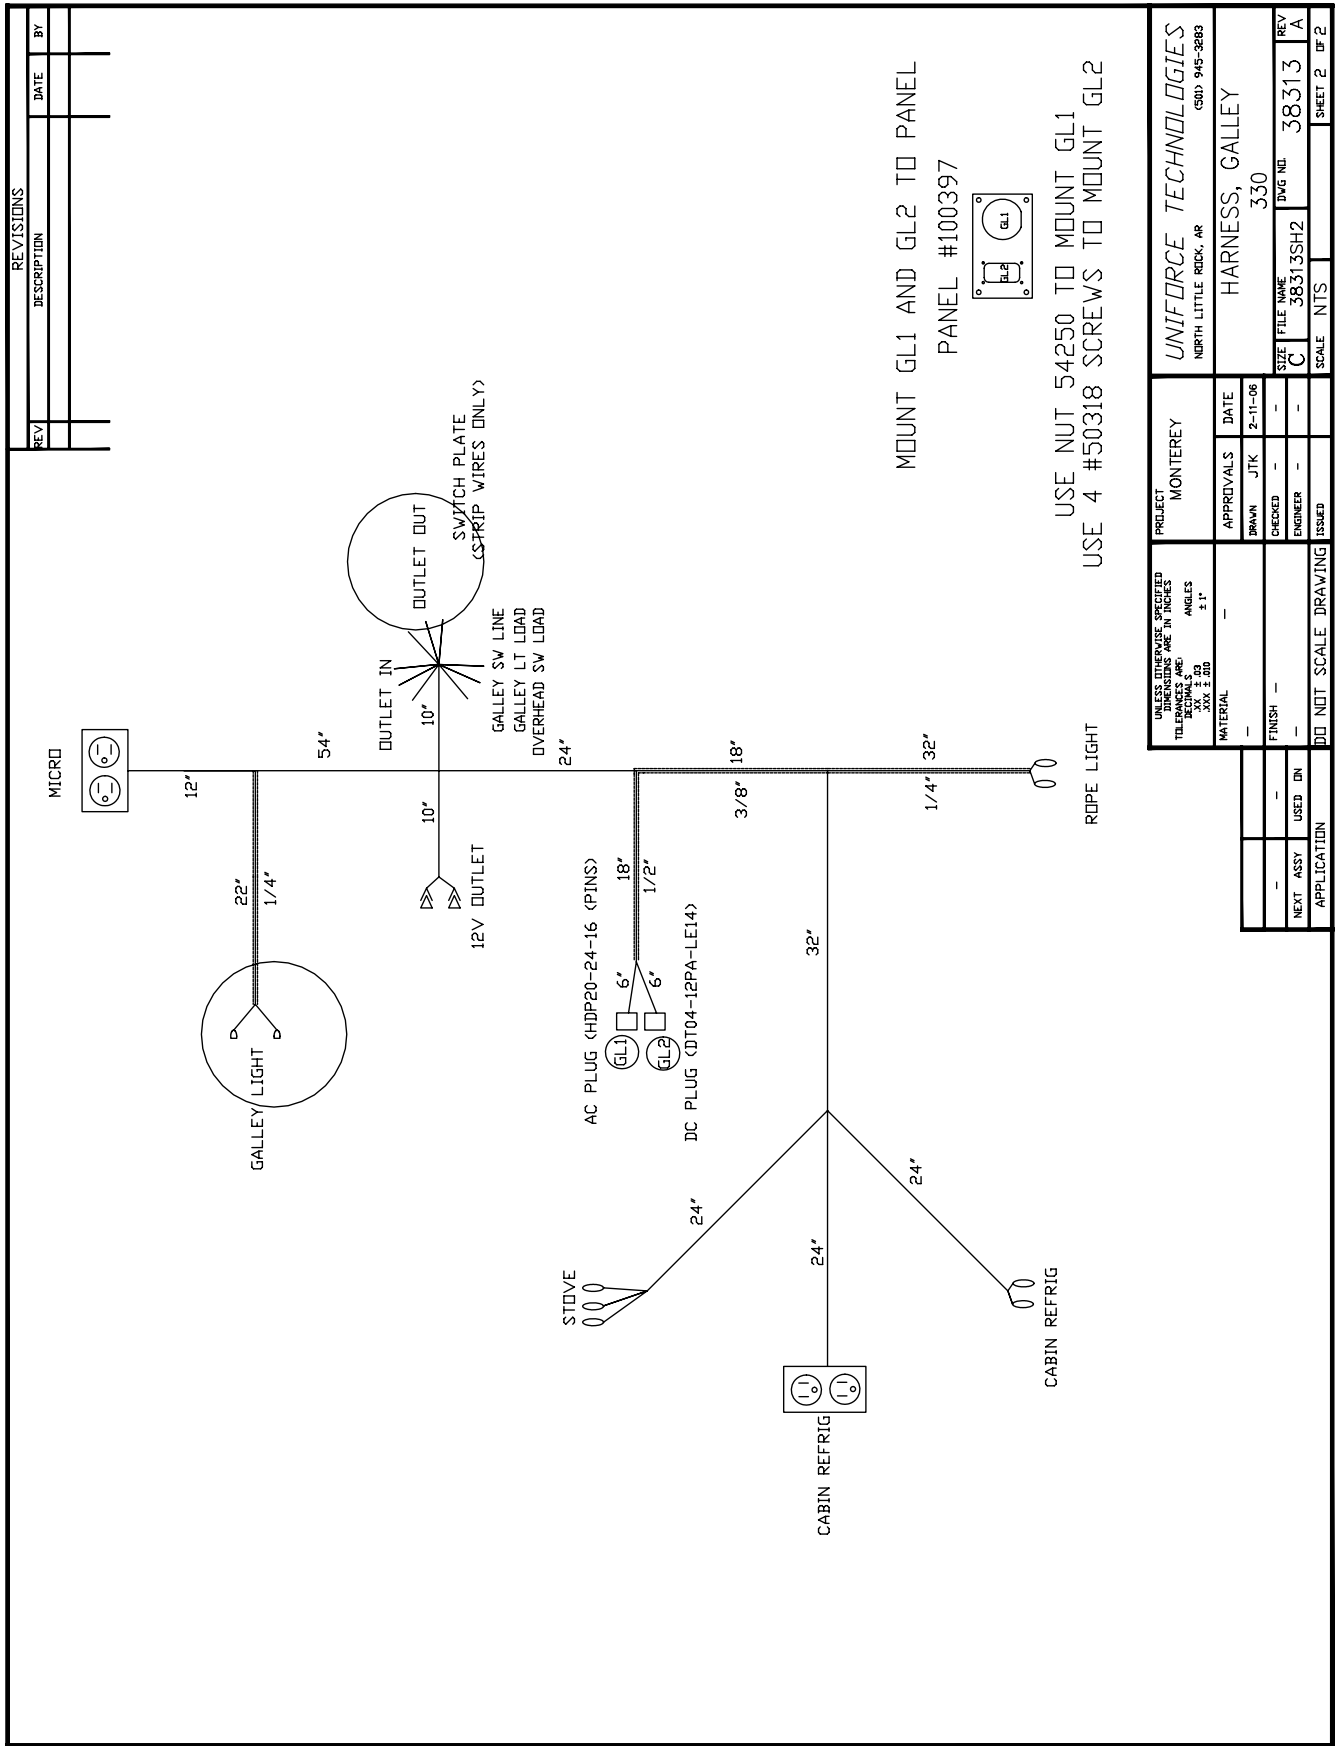 REVISIONS
REV
DESCRIPTION
DATE
BY
MICRO
12"
54"
22"
1/4"
GALLEY LIGHT
OUTLET IN
OUTLET OUT
SWITCH PLATE
(STRIP WIRES ONLY)
10"
10"
GALLEY SW LINE
GALLEY LT LOAD
OVERHEAD SW LOAD
12V OUTLET
24"
AC PLUG (HDP20-24-16 (PINS)
18"
1/2"
6"
6"
GL1
GL2
DC PLUG (DT04-12PA-LE14)
18"
3/8"
32"
1/4"
ROPE LIGHT
32"
STOVE
24"
24"
24"
CABIN REFRIG
CABIN REFRIG
MOUNT GL1 AND GL2 TO PANEL
PANEL #100397
GL2
GL1
USE NUT 54250 TO MOUNT GL1
USE 4 #50318 SCREWS TO MOUNT GL2
UNLESS OTHERWISE SPECIFIED
DIMENSIONS ARE IN INCHES
TOLERANCES ARE:
DECIMALS ANGLES
.XX ± .03 ± 1°
.XXX ± .010
MATERIAL —
—
FINISH —
—
DO NOT SCALE DRAWING
PROJECT
MONTEREY
APPROVALS DATE
DRAWN JTK 2-11-06
CHECKED - -
ENGINEER - -
ISSUED
UNIFORCE TECHNOLOGIES
NORTH LITTLE ROCK, AR (501) 945-3283
HARNESS, GALLEY
330
SIZE
C
FILE NAME
38313SH2
DWG NO.
38313
REV
A
SCALE NTS
SHEET 2 OF 2
- -
NEXT ASSY USED ON
APPLICATION